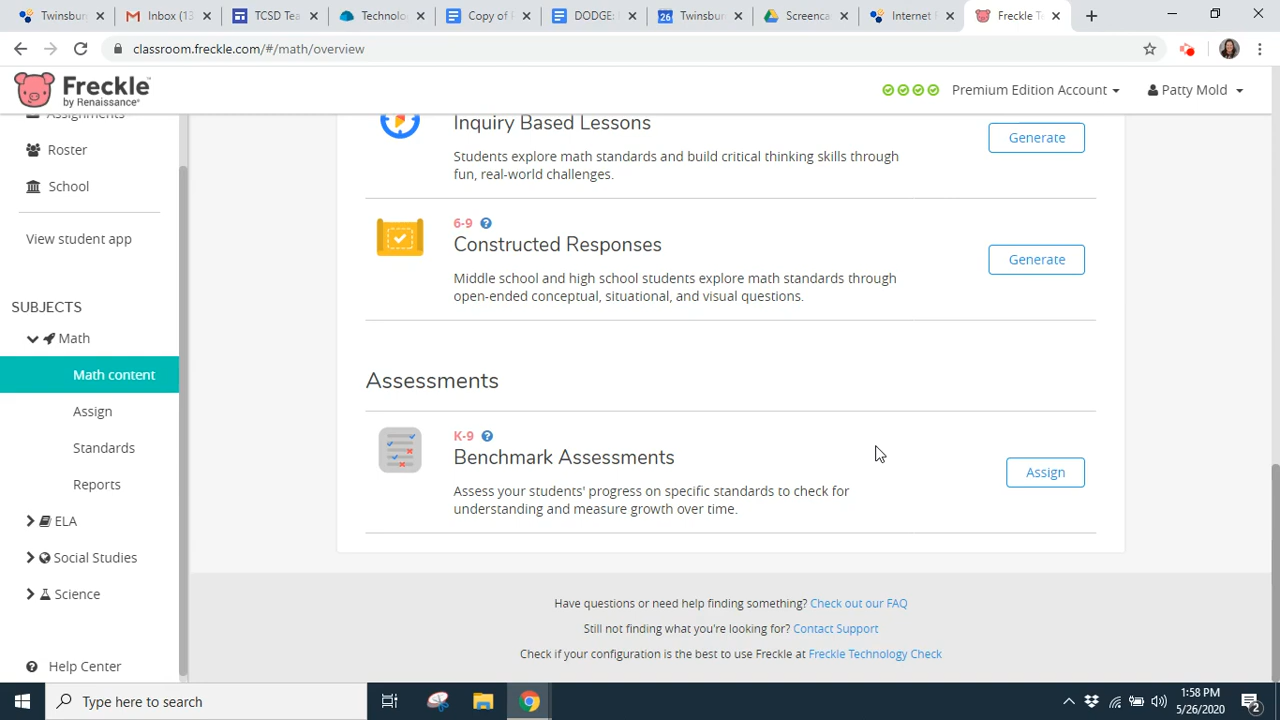 Twinsbur
Inbox (13
TCSD Tea
Technolo
Copy of F
DODGE:
26
Twinsbur
Screenca
Internet
Freckle T
classroom.freckle.com/#/math/overview
Freckle
by Renaissance
Premium Edition Account
Patty Mold
Assignments
Roster
School
View student app
SUBJECTS
Math
Math content
Assign
Standards
Reports
ELA
Social Studies
Science
Help Center
Inquiry Based Lessons
Generate
Students explore math standards and build critical thinking skills through
fun, real-world challenges.
6-9
Constructed Responses
Generate
Middle school and high school students explore math standards through
open-ended conceptual, situational, and visual questions.
Assessments
K-9
Benchmark Assessments
Assign
Assess your students' progress on specific standards to check for
understanding and measure growth over time.
Have questions or need help finding something? Check out our FAQ
Still not finding what you're looking for? Contact Support
Check if your configuration is the best to use Freckle at Freckle Technology Check
Type here to search
1:58 PM
5/26/2020
2